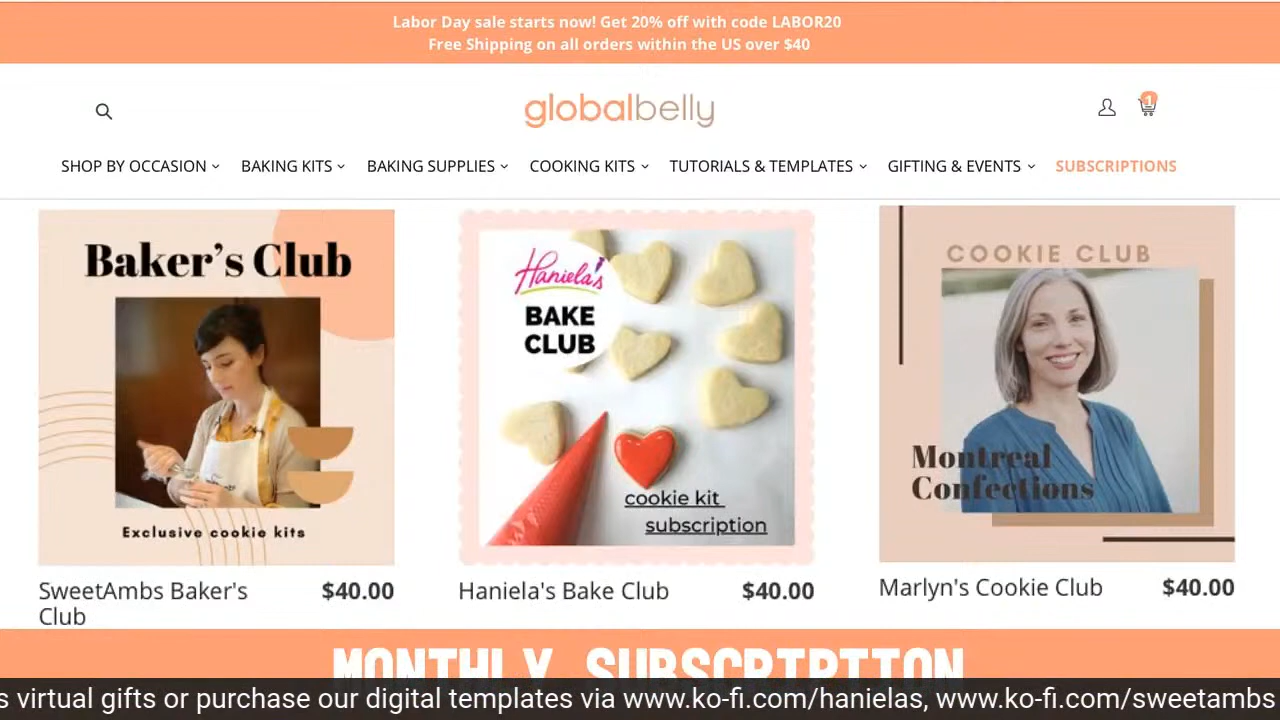 Labor Day sale starts now! Get 20% off with code LABOR20
Free Shipping on all orders within the US over $40
globalbelly
1
SHOP BY OCCASION
BAKING KITS
BAKING SUPPLIES
COOKING KITS
TUTORIALS & TEMPLATES
GIFTING & EVENTS
SUBSCRIPTIONS
Baker's Club
Exclusive cookie kits
SweetAmbs Baker's
Club
$40.00
Haniela's
BAKE
CLUB
cookie kit
subscription
Haniela's Bake Club
$40.00
COOKIE CLUB
Montreal
Confections
Marlyn's Cookie Club
$40.00
MONTHLY SUBSCRIPTION
s virtual gifts or purchase our digital templates via www.ko-fi.com/hanielas, www.ko-fi.com/sweetambs